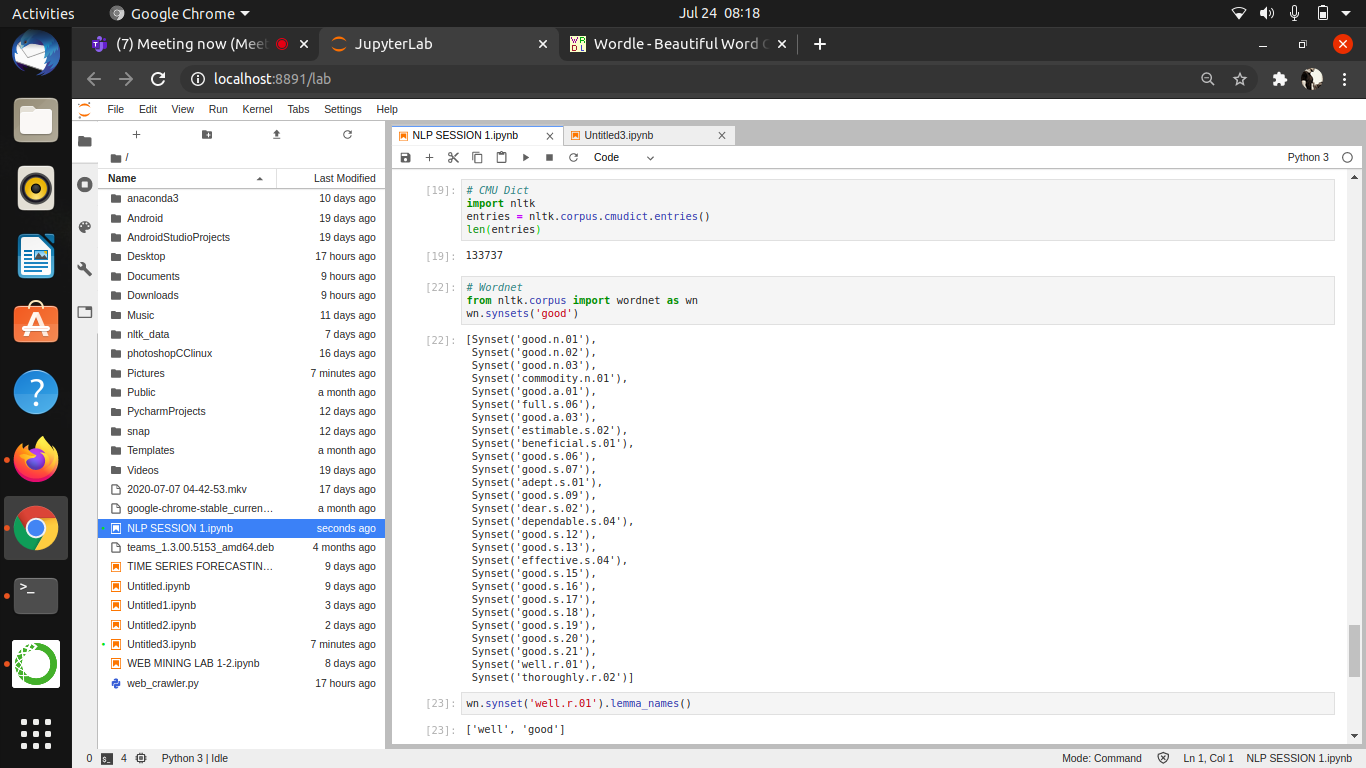 Activities
Google Chrome
Jul 24 08:18
(7) Meeting now (Meet
JupyterLab
Wordle - Beautiful Word C
localhost:8891/lab
File Edit View Run Kernel Tabs Settings Help
/
Name Last Modified
anaconda3 10 days ago
Android 19 days ago
AndroidStudioProjects 19 days ago
Desktop 17 hours ago
Documents 9 hours ago
Downloads 9 hours ago
Music 11 days ago
nltk_data 7 days ago
photoshopCClinux 16 days ago
Pictures 7 minutes ago
Public a month ago
PycharmProjects 12 days ago
snap 12 days ago
Templates a month ago
Videos 19 days ago
2020-07-07 04-42-53.mkv 17 days ago
google-chrome-stable_curren… a month ago
NLP SESSION 1.ipynb seconds ago
teams_1.3.00.5153_amd64.deb 4 months ago
TIME SERIES FORECASTIN… 9 days ago
Untitled.ipynb 9 days ago
Untitled1.ipynb 3 days ago
Untitled2.ipynb 2 days ago
Untitled3.ipynb 7 minutes ago
WEB MINING LAB 1-2.ipynb 8 days ago
web_crawler.py 17 hours ago
NLP SESSION 1.ipynb
Untitled3.ipynb
Code
Python 3
[19]: # CMU Dict
import nltk
entries = nltk.corpus.cmudict.entries()
len(entries)
[19]: 133737
[22]: # Wordnet
from nltk.corpus import wordnet as wn
wn.synsets('good')
[22]: [Synset('good.n.01'),
Synset('good.n.02'),
Synset('good.n.03'),
Synset('commodity.n.01'),
Synset('good.a.01'),
Synset('full.s.06'),
Synset('good.a.03'),
Synset('estimable.s.02'),
Synset('beneficial.s.01'),
Synset('good.s.06'),
Synset('good.s.07'),
Synset('adept.s.01'),
Synset('good.s.09'),
Synset('dear.s.02'),
Synset('dependable.s.04'),
Synset('good.s.12'),
Synset('good.s.13'),
Synset('effective.s.04'),
Synset('good.s.15'),
Synset('good.s.16'),
Synset('good.s.17'),
Synset('good.s.18'),
Synset('good.s.19'),
Synset('good.s.20'),
Synset('good.s.21'),
Synset('well.r.01'),
Synset('thoroughly.r.02')]
[23]: wn.synset('well.r.01').lemma_names()
[23]: ['well', 'good']
0 4 Python 3 | Idle
Mode: Command Ln 1, Col 1 NLP SESSION 1.ipynb